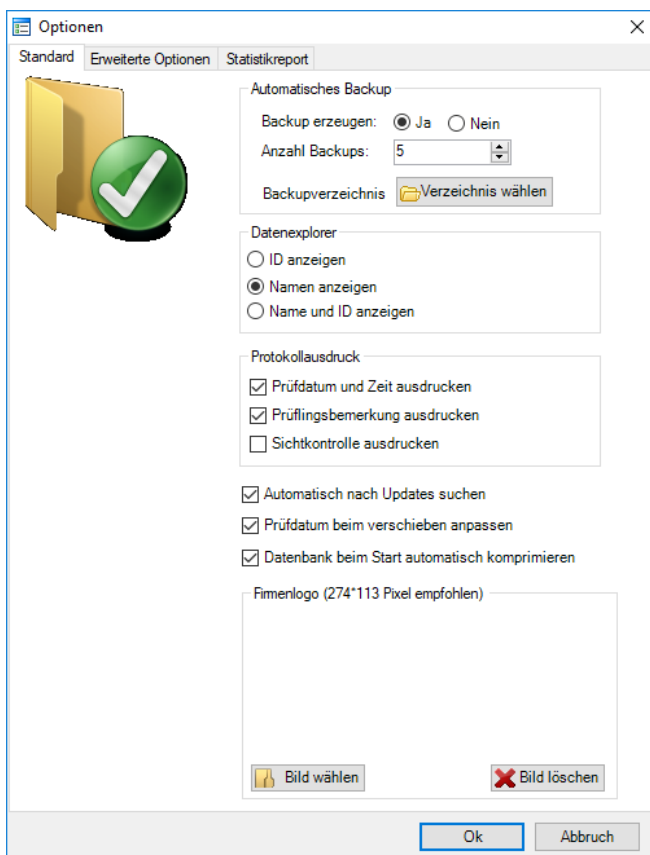 Optionen
Standard Erweiterte Optionen Statistikreport
Automatisches Backup
Backup erzeugen: Ja Nein
Anzahl Backups: 5
Backupverzeichnis Verzeichnis wählen
Datenexplorer
ID anzeigen
Namen anzeigen
Name und ID anzeigen
Protokollausdruck
Prüfdatum und Zeit ausdrucken
Prüflingsbemerkung ausdrucken
Sichtkontrolle ausdrucken
Automatisch nach Updates suchen
Prüfdatum beim verschieben anpassen
Datenbank beim Start automatisch komprimieren
Firmenlogo (274*113 Pixel empfohlen)
Bild wählen Bild löschen
Ok Abbruch